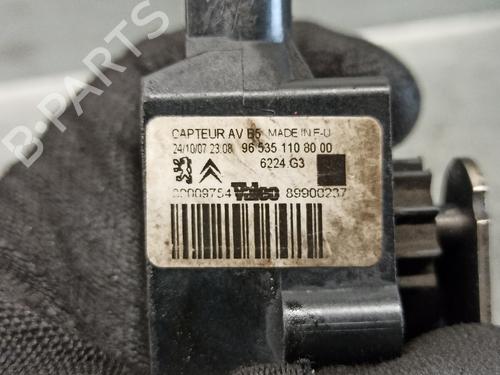 B-PARTS
CAPTEUR AV B5 MADE IN E-U
24/10/07 23:08 96 535 110 80 00
6224.G3
00009754 Valeo 89900237